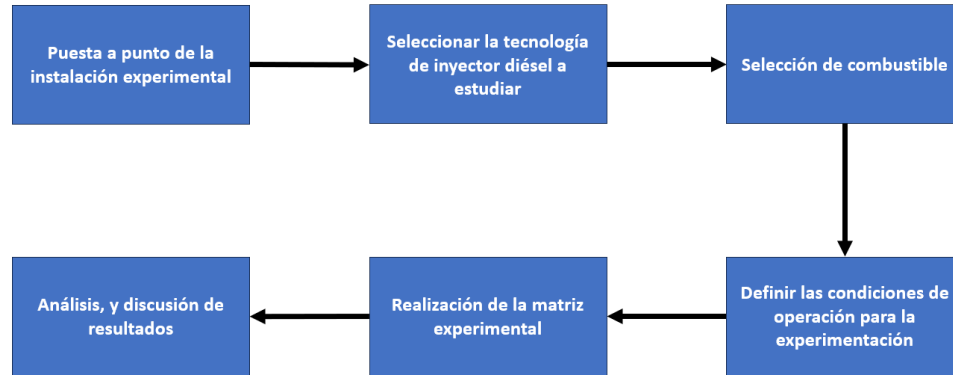 Puesta a punto de la
instalación experimental
Seleccionar la tecnología
de inyector diésel a
estudiar
Selección de combustible
Definir las condiciones de
operación para la
experimentación
Realización de la matriz
experimental
Análisis, y discusión de
resultados